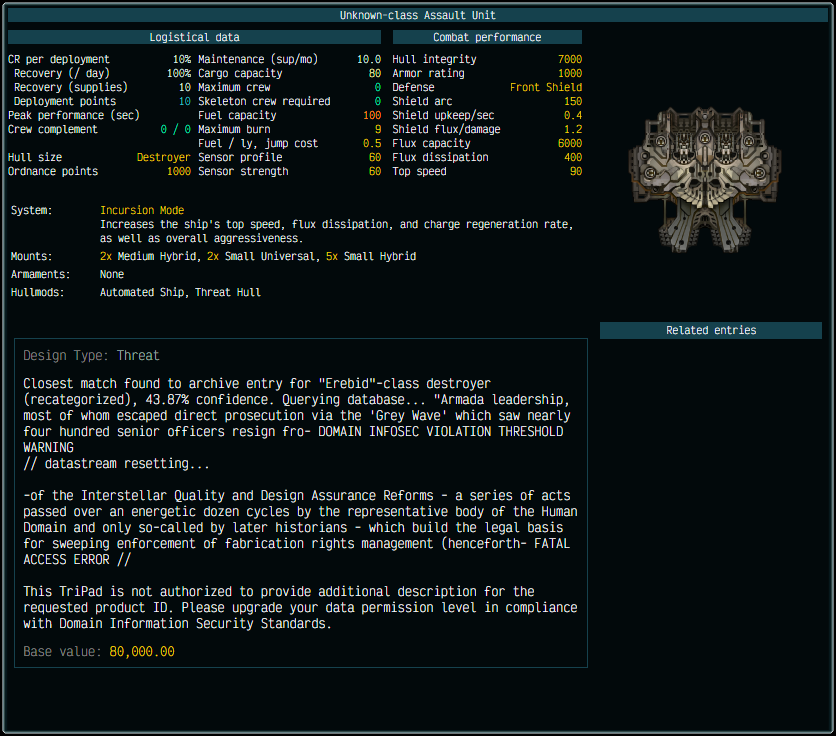 Unknown-class Assault Unit
Logistical data
Combat performance
CR per deployment 10% Maintenance (sup/mo) 10.0 Hull integrity 7000
Recovery (/ day) 100% Cargo capacity 80 Armor rating 1000
Recovery (supplies) 10 Maximum crew 0 Defense Front Shield
Deployment points 10 Skeleton crew required 0 Shield arc 150
Peak performance (sec) Fuel capacity 100 Shield upkeep/sec 0.4
Crew complement 0 / 0 Maximum burn 9 Shield flux/damage 1.2
Fuel / ly, jump cost 0.5 Flux capacity 6000
Hull size Destroyer Sensor profile 60 Flux dissipation 400
Ordnance points 1000 Sensor strength 60 Top speed 90
System: Incursion Mode
Increases the ship's top speed, flux dissipation, and charge regeneration rate,
as well as overall aggressiveness.
Mounts: 2x Medium Hybrid, 2x Small Universal, 5x Small Hybrid
Armaments: None
Hullmods: Automated Ship, Threat Hull
Related entries
Design Type: Threat
Closest match found to archive entry for "Erebid"-class destroyer
(recategorized), 43.87% confidence. Querying database... "Armada leadership,
most of whom escaped direct prosecution via the 'Grey Wave' which saw nearly
four hundred senior officers resign fro- DOMAIN INFOSEC VIOLATION THRESHOLD
WARNING
// datastream resetting...
-of the Interstellar Quality and Design Assurance Reforms - a series of acts
passed over an energetic dozen cycles by the representative body of the Human
Domain and only so-called by later historians - which build the legal basis
for sweeping enforcement of fabrication rights management (henceforth- FATAL
ACCESS ERROR //
This TriPad is not authorized to provide additional description for the
requested product ID. Please upgrade your data permission level in compliance
with Domain Information Security Standards.
Base value: 80,000.00